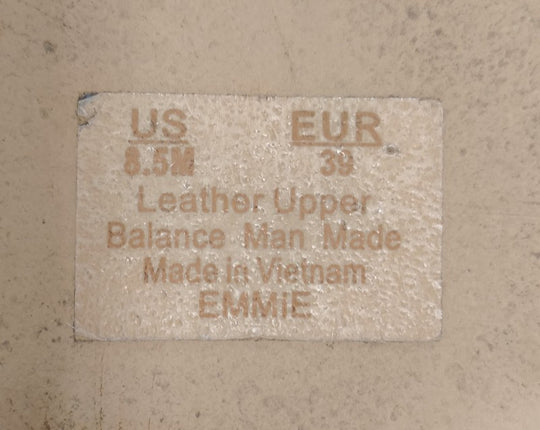 US EUR
8.5M 39
Leather Upper
Balance Man Made
Made in Vietnam
EMMiE